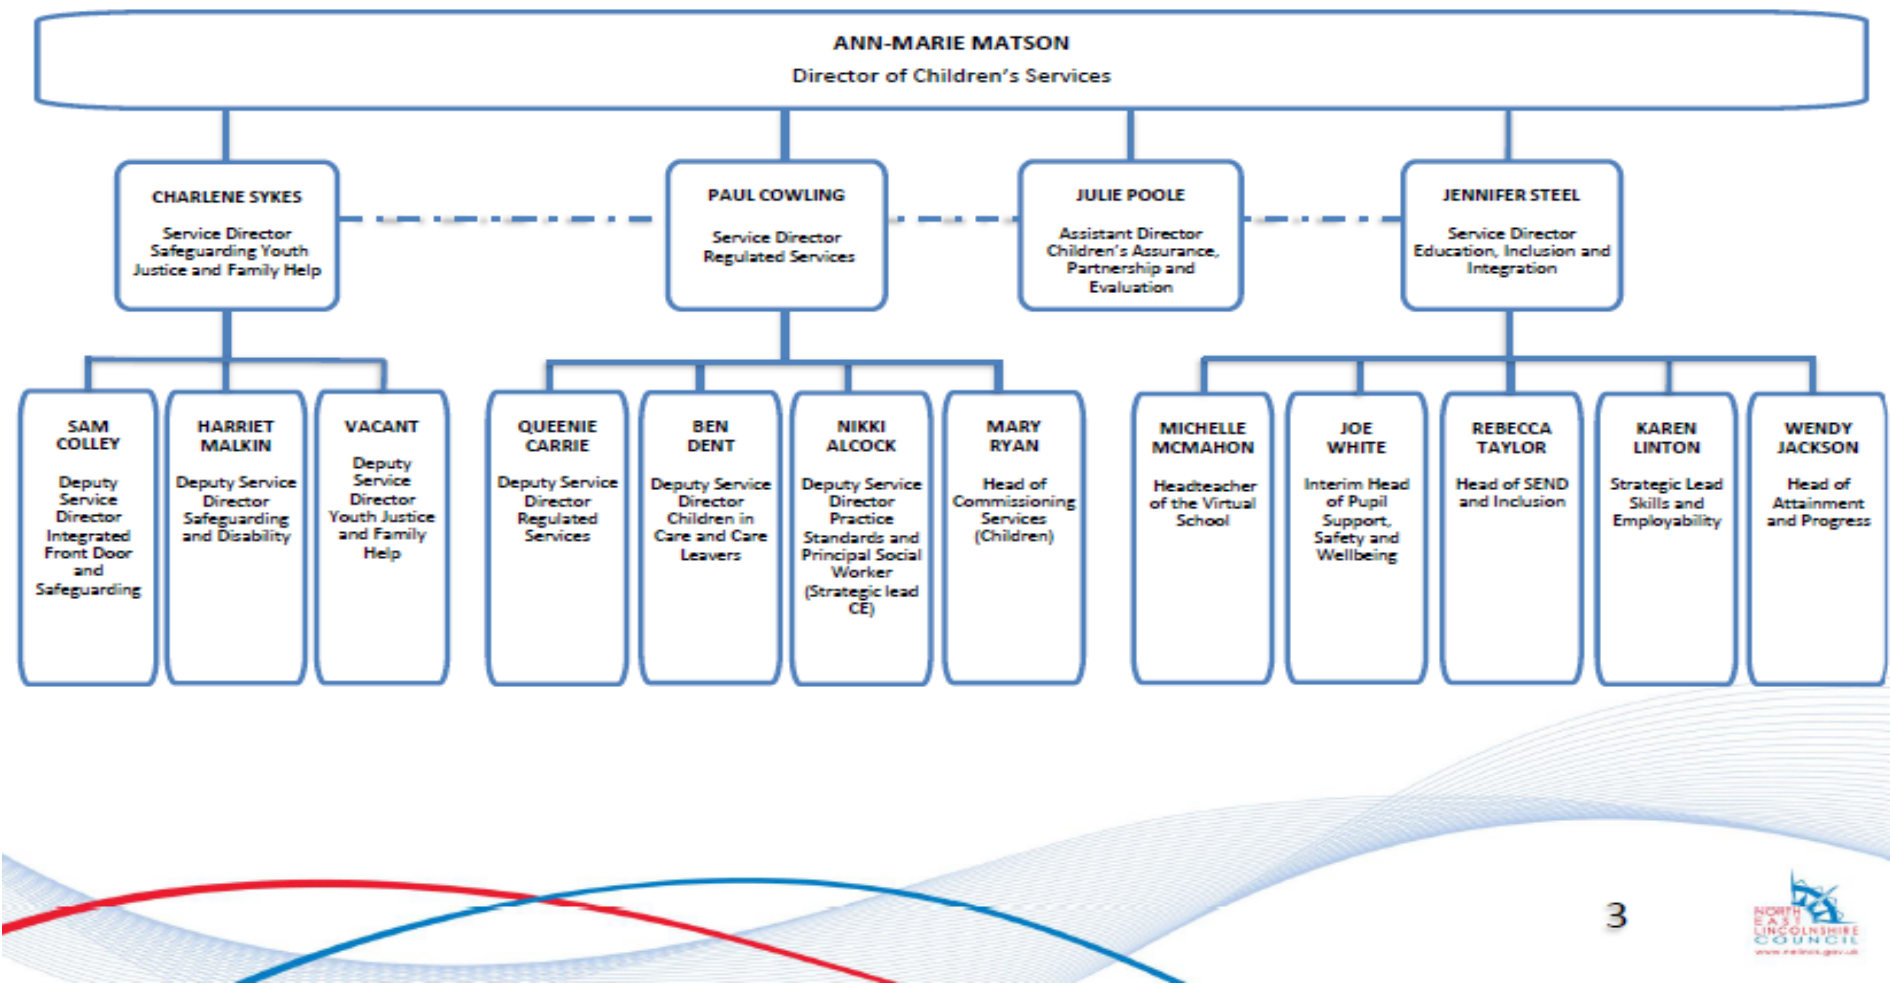 ANN-MARIE MATSON
Director of Children's Services
CHARLENE SYKES
Service Director
Safeguarding Youth
Justice and Family Help
PAUL COWLING
Service Director
Regulated Services
JULIE POOLE
Assistant Director
Children's Assurance,
Partnership and
Evaluation
JENNIFER STEEL
Service Director
Education, Inclusion and
Integration
SAM
COLLEY
Deputy
Service
Director
Integrated
Front Door
and
Safeguarding
HARRIET
MALKIN
Deputy Service
Director
Safeguarding
and Disability
VACANT
Deputy
Service
Director
Youth Justice
and Family
Help
QUEENIE
CARRIE
Deputy Service
Director
Regulated
Services
BEN
DENT
Deputy Service
Director
Children in
Care and Care
Leavers
NIKKI
ALCOCK
Deputy Service
Director
Practice
Standards and
Principal Social
Worker
(Strategic lead
CE)
MARY
RYAN
Head of
Commissioning
Services
(Children)
MICHELLE
MCMAHON
Headteacher
of the Virtual
School
JOE
WHITE
Interim Head
of Pupil
Support,
Safety and
Wellbeing
REBECCA
TAYLOR
Head of SEND
and Inclusion
KAREN
LINTON
Strategic Lead
Skills and
Employability
WENDY
JACKSON
Head of
Attainment
and Progress
3
NORTH
EAST
LINCOLNSHIRE
COUNCIL
www.nelincs.gov.uk